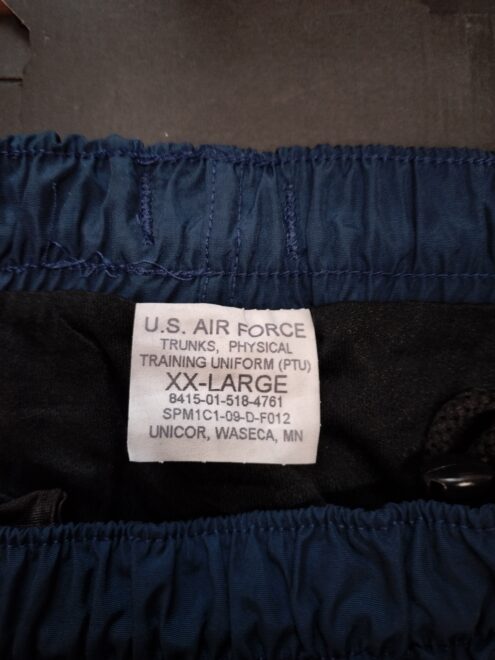 U.S. AIR FORCE
TRUNKS, PHYSICAL
TRAINING UNIFORM (PTU)
XX-LARGE
8415-01-518-4761
SPM1C1-09-D-F012
UNICOR, WASECA, MN